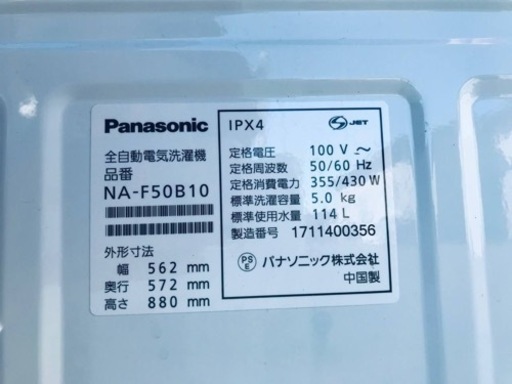 Panasonic
全自動電気洗濯機
品番
NA-F50B10
外形寸法
幅 562 mm
奥行 572 mm
高さ 880 mm
IPX4
S JET
定格電圧 100 V ～
定格周波数 50/60 Hz
定格消費電力 355/430 W
標準洗濯容量 5.0 kg
標準使用水量 114 L
製造番号 1711400356
PS E パナソニック株式会社
中国製